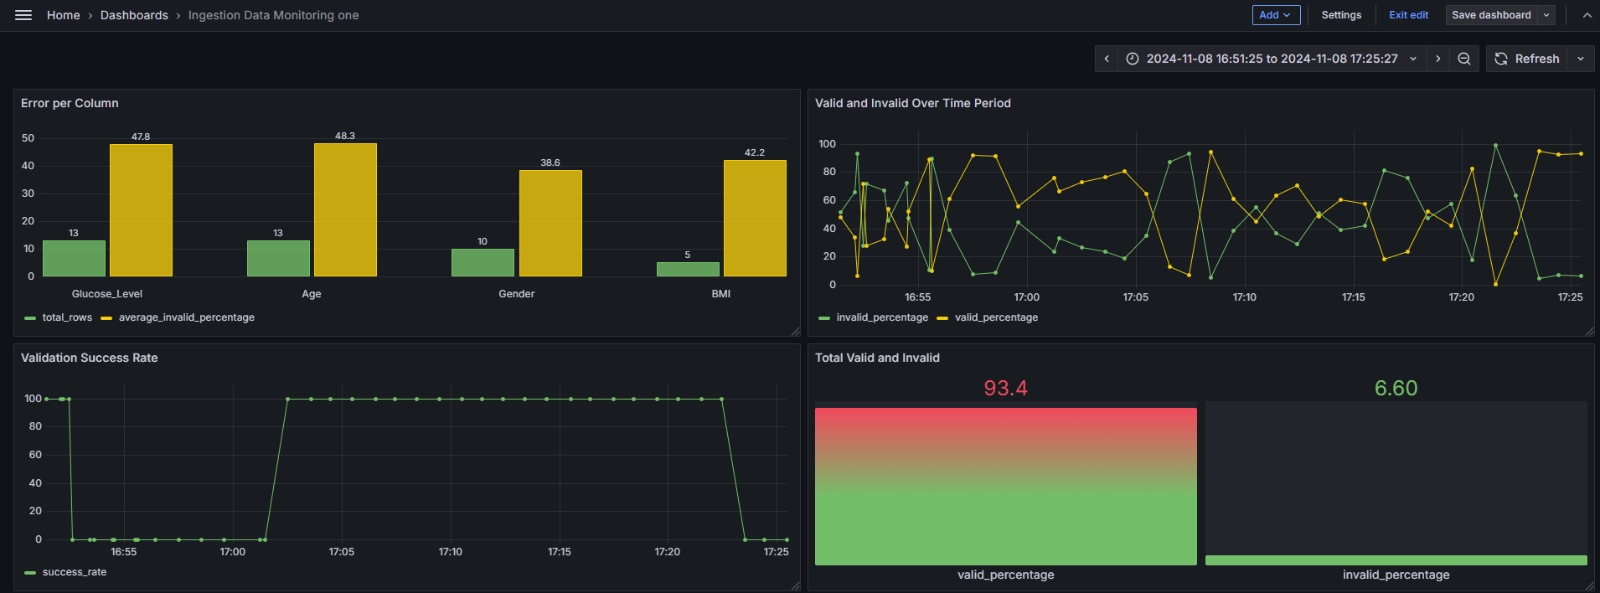 Home › Dashboards › Ingestion Data Monitoring one
Add Settings Exit edit Save dashboard
2024-11-08 16:51:25 to 2024-11-08 17:25:27 Refresh
Error per Column
50
40
30
20
10
0
13 47.8
13 48.3
10 38.6
5 42.2
Glucose_Level Age Gender BMI
total_rows average_invalid_percentage
Valid and Invalid Over Time Period
100
80
60
40
20
0
16:55 17:00 17:05 17:10 17:15 17:20 17:25
invalid_percentage valid_percentage
Validation Success Rate
100
80
60
40
20
0
16:55 17:00 17:05 17:10 17:15 17:20 17:25
success_rate
Total Valid and Invalid
93.4 6.60
valid_percentage invalid_percentage